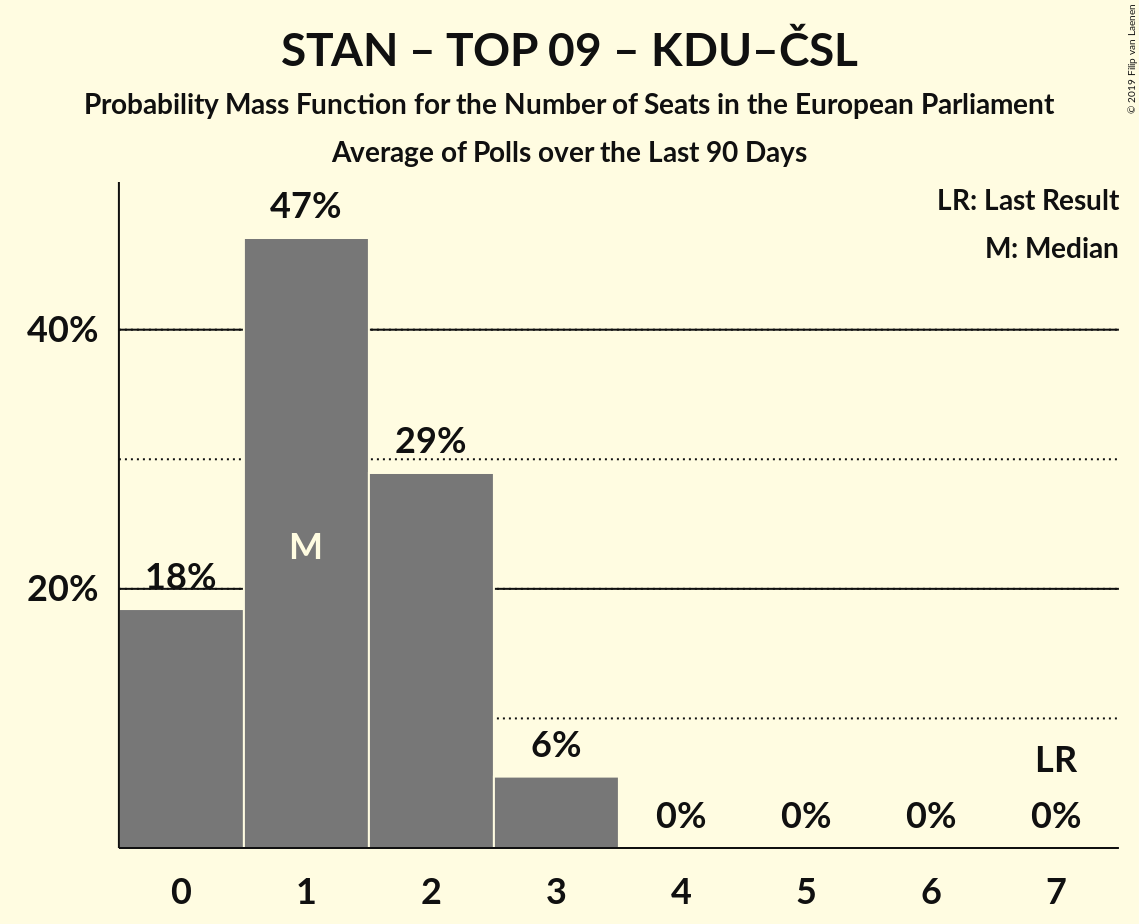 STAN – TOP 09 – KDU–ČSL
Probability Mass Function for the Number of Seats in the European Parliament
Average of Polls over the Last 90 Days
© 2019 Filip van Laenen
LR: Last Result
M: Median
47%
40%
29%
M
18%
20%
6%
LR
0% 0% 0% 0%
0 1 2 3 4 5 6 7